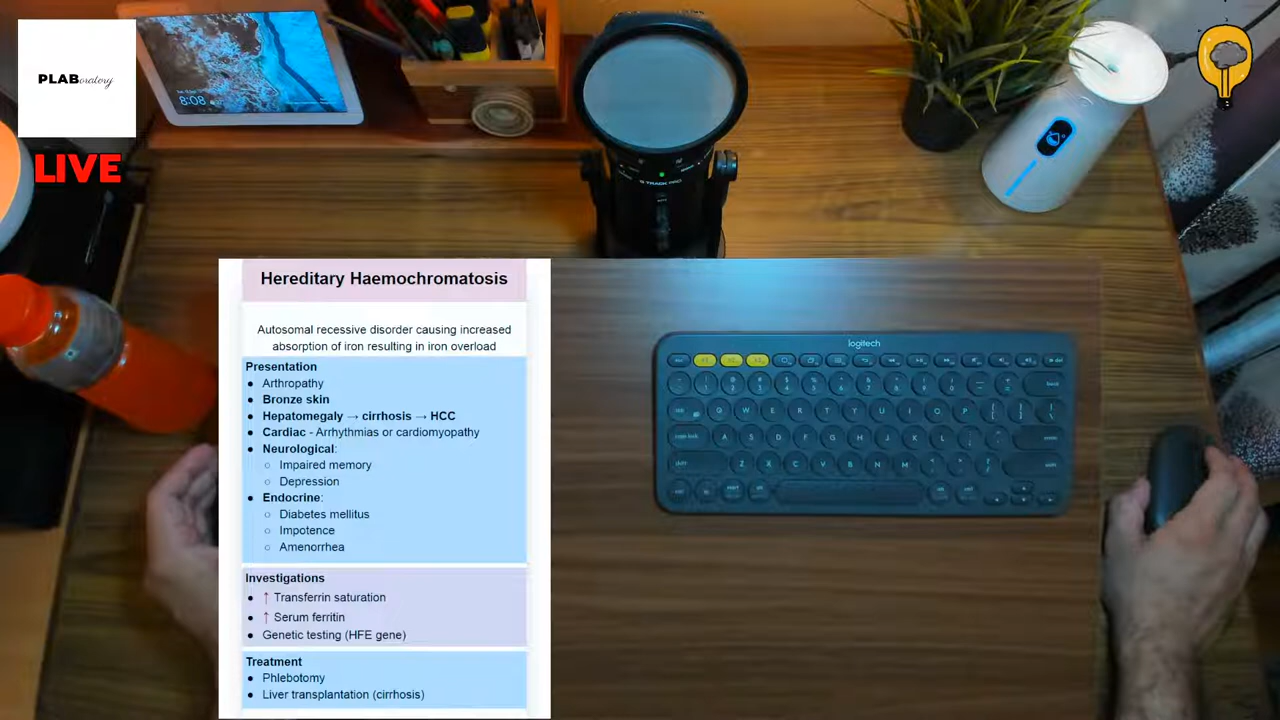 PLABoratory
LIVE
8:08
G TRACK PRO
logitech
Hereditary Haemochromatosis
Autosomal recessive disorder causing increased
absorption of iron resulting in iron overload
Presentation
● Arthropathy
● Bronze skin
● Hepatomegaly → cirrhosis → HCC
● Cardiac - Arrhythmias or cardiomyopathy
● Neurological:
○ Impaired memory
○ Depression
● Endocrine:
○ Diabetes mellitus
○ Impotence
○ Amenorrhea
Investigations
● ↑ Transferrin saturation
● ↑ Serum ferritin
● Genetic testing (HFE gene)
Treatment
● Phlebotomy
● Liver transplantation (cirrhosis)
Q W E R T Y U I O P
A S D F G H J K L
Z X C V B N M